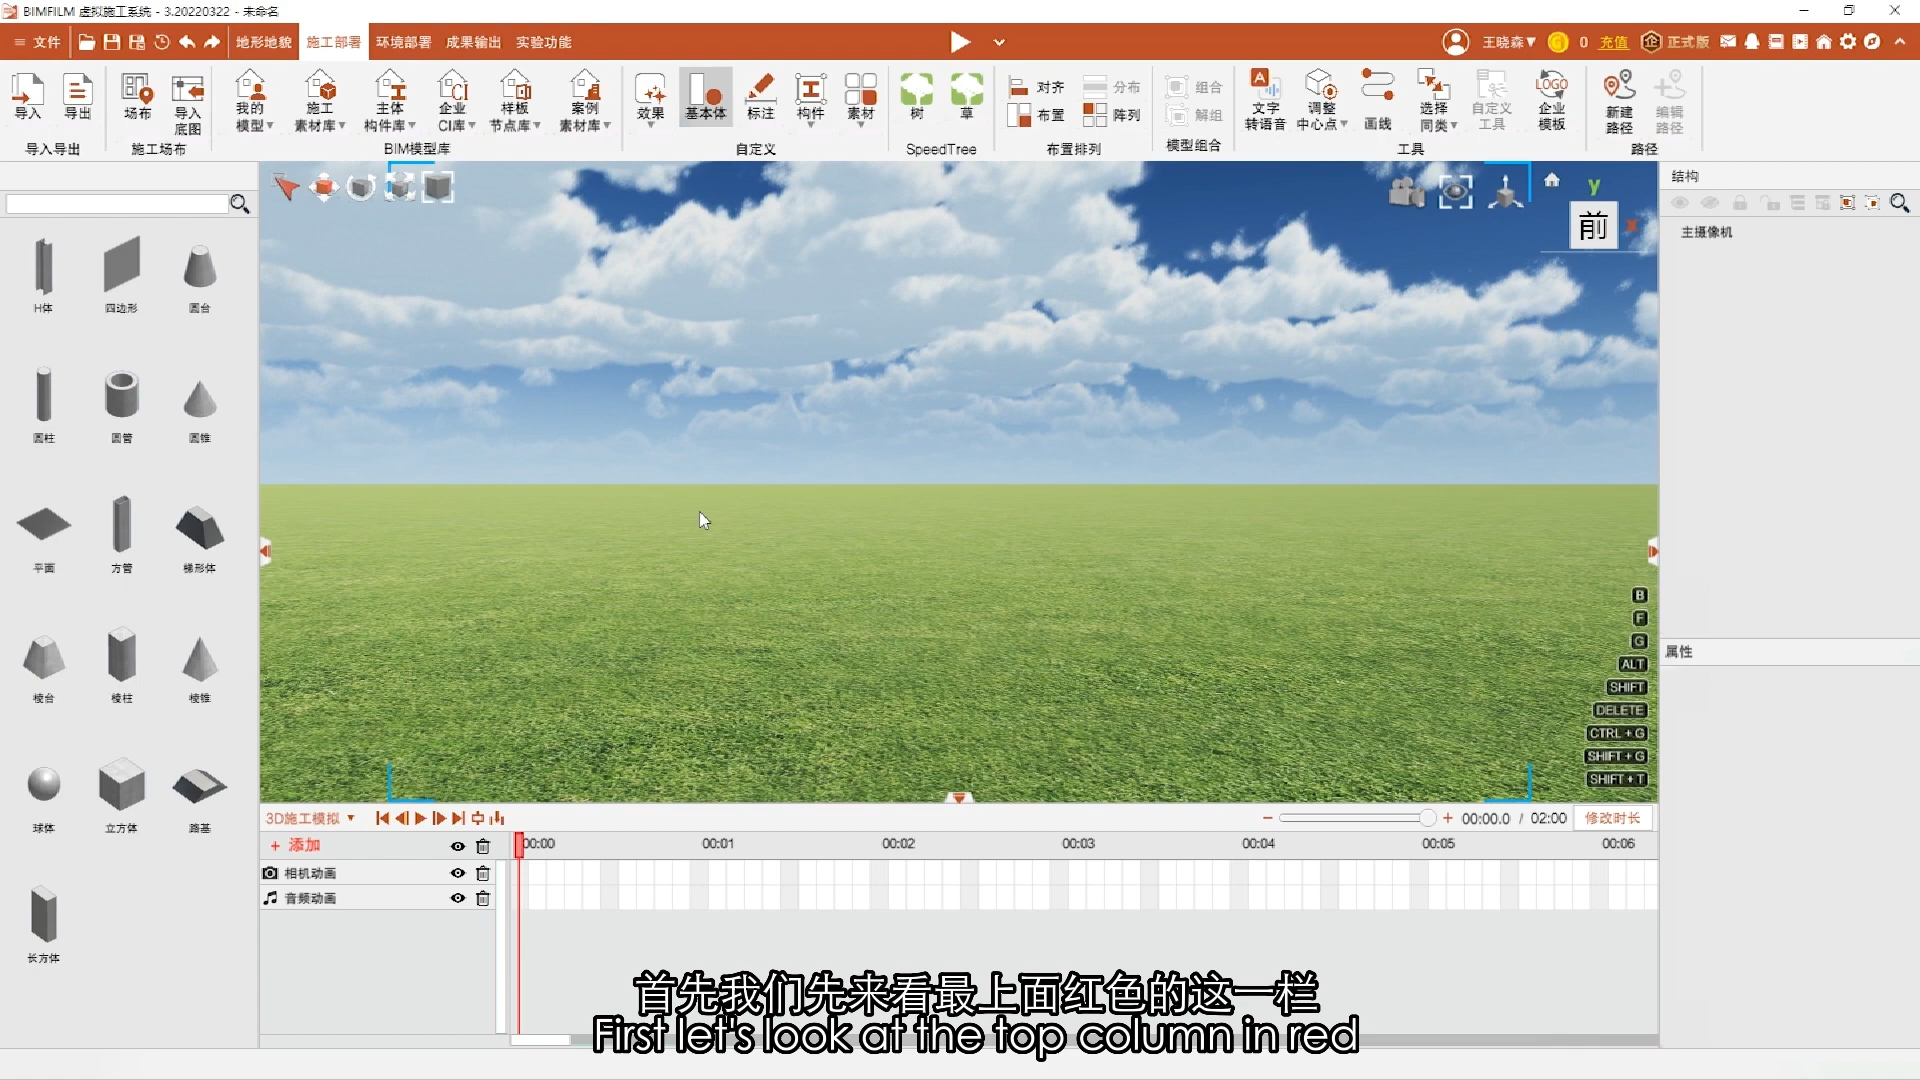 BIMFILM 虚拟施工系统 - 3.20220322 - 未命名
文件 地形地貌 施工部署 环境部署 成果输出 实验功能 王晓森 0 充值 企 正式版
导入 导出 场布 导入底图 我的模型 施工素材库 主体构件库 企业CI库 样板节点库 案例素材库 效果 基本体 标注 构件 素材 树 草 对齐 分布 布置 阵列 组合 解组 文字转语音 调整中心点 画线 选择同类 自定义工具 企业模板 新建路径 编辑路径
导入导出 施工场布 BIM模型库 自定义 SpeedTree 布置排列 模型组合 工具 路径
H体 四边形 圆台
圆柱 圆管 圆锥
平面 方管 梯形体
棱台 棱柱 棱锥
球体 立方体 路基
长方体
y
前
x
结构
主摄像机
属性
B
F
G
ALT
SHIFT
DELETE
CTRL + G
SHIFT + G
SHIFT + T
3D施工模拟 00:00.0 / 02:00 修改时长
+ 添加 00:00 00:01 00:02 00:03 00:04 00:05 00:06
相机动画
音频动画
首先我们先来看最上面红色的这一栏
First let's look at the top column in red